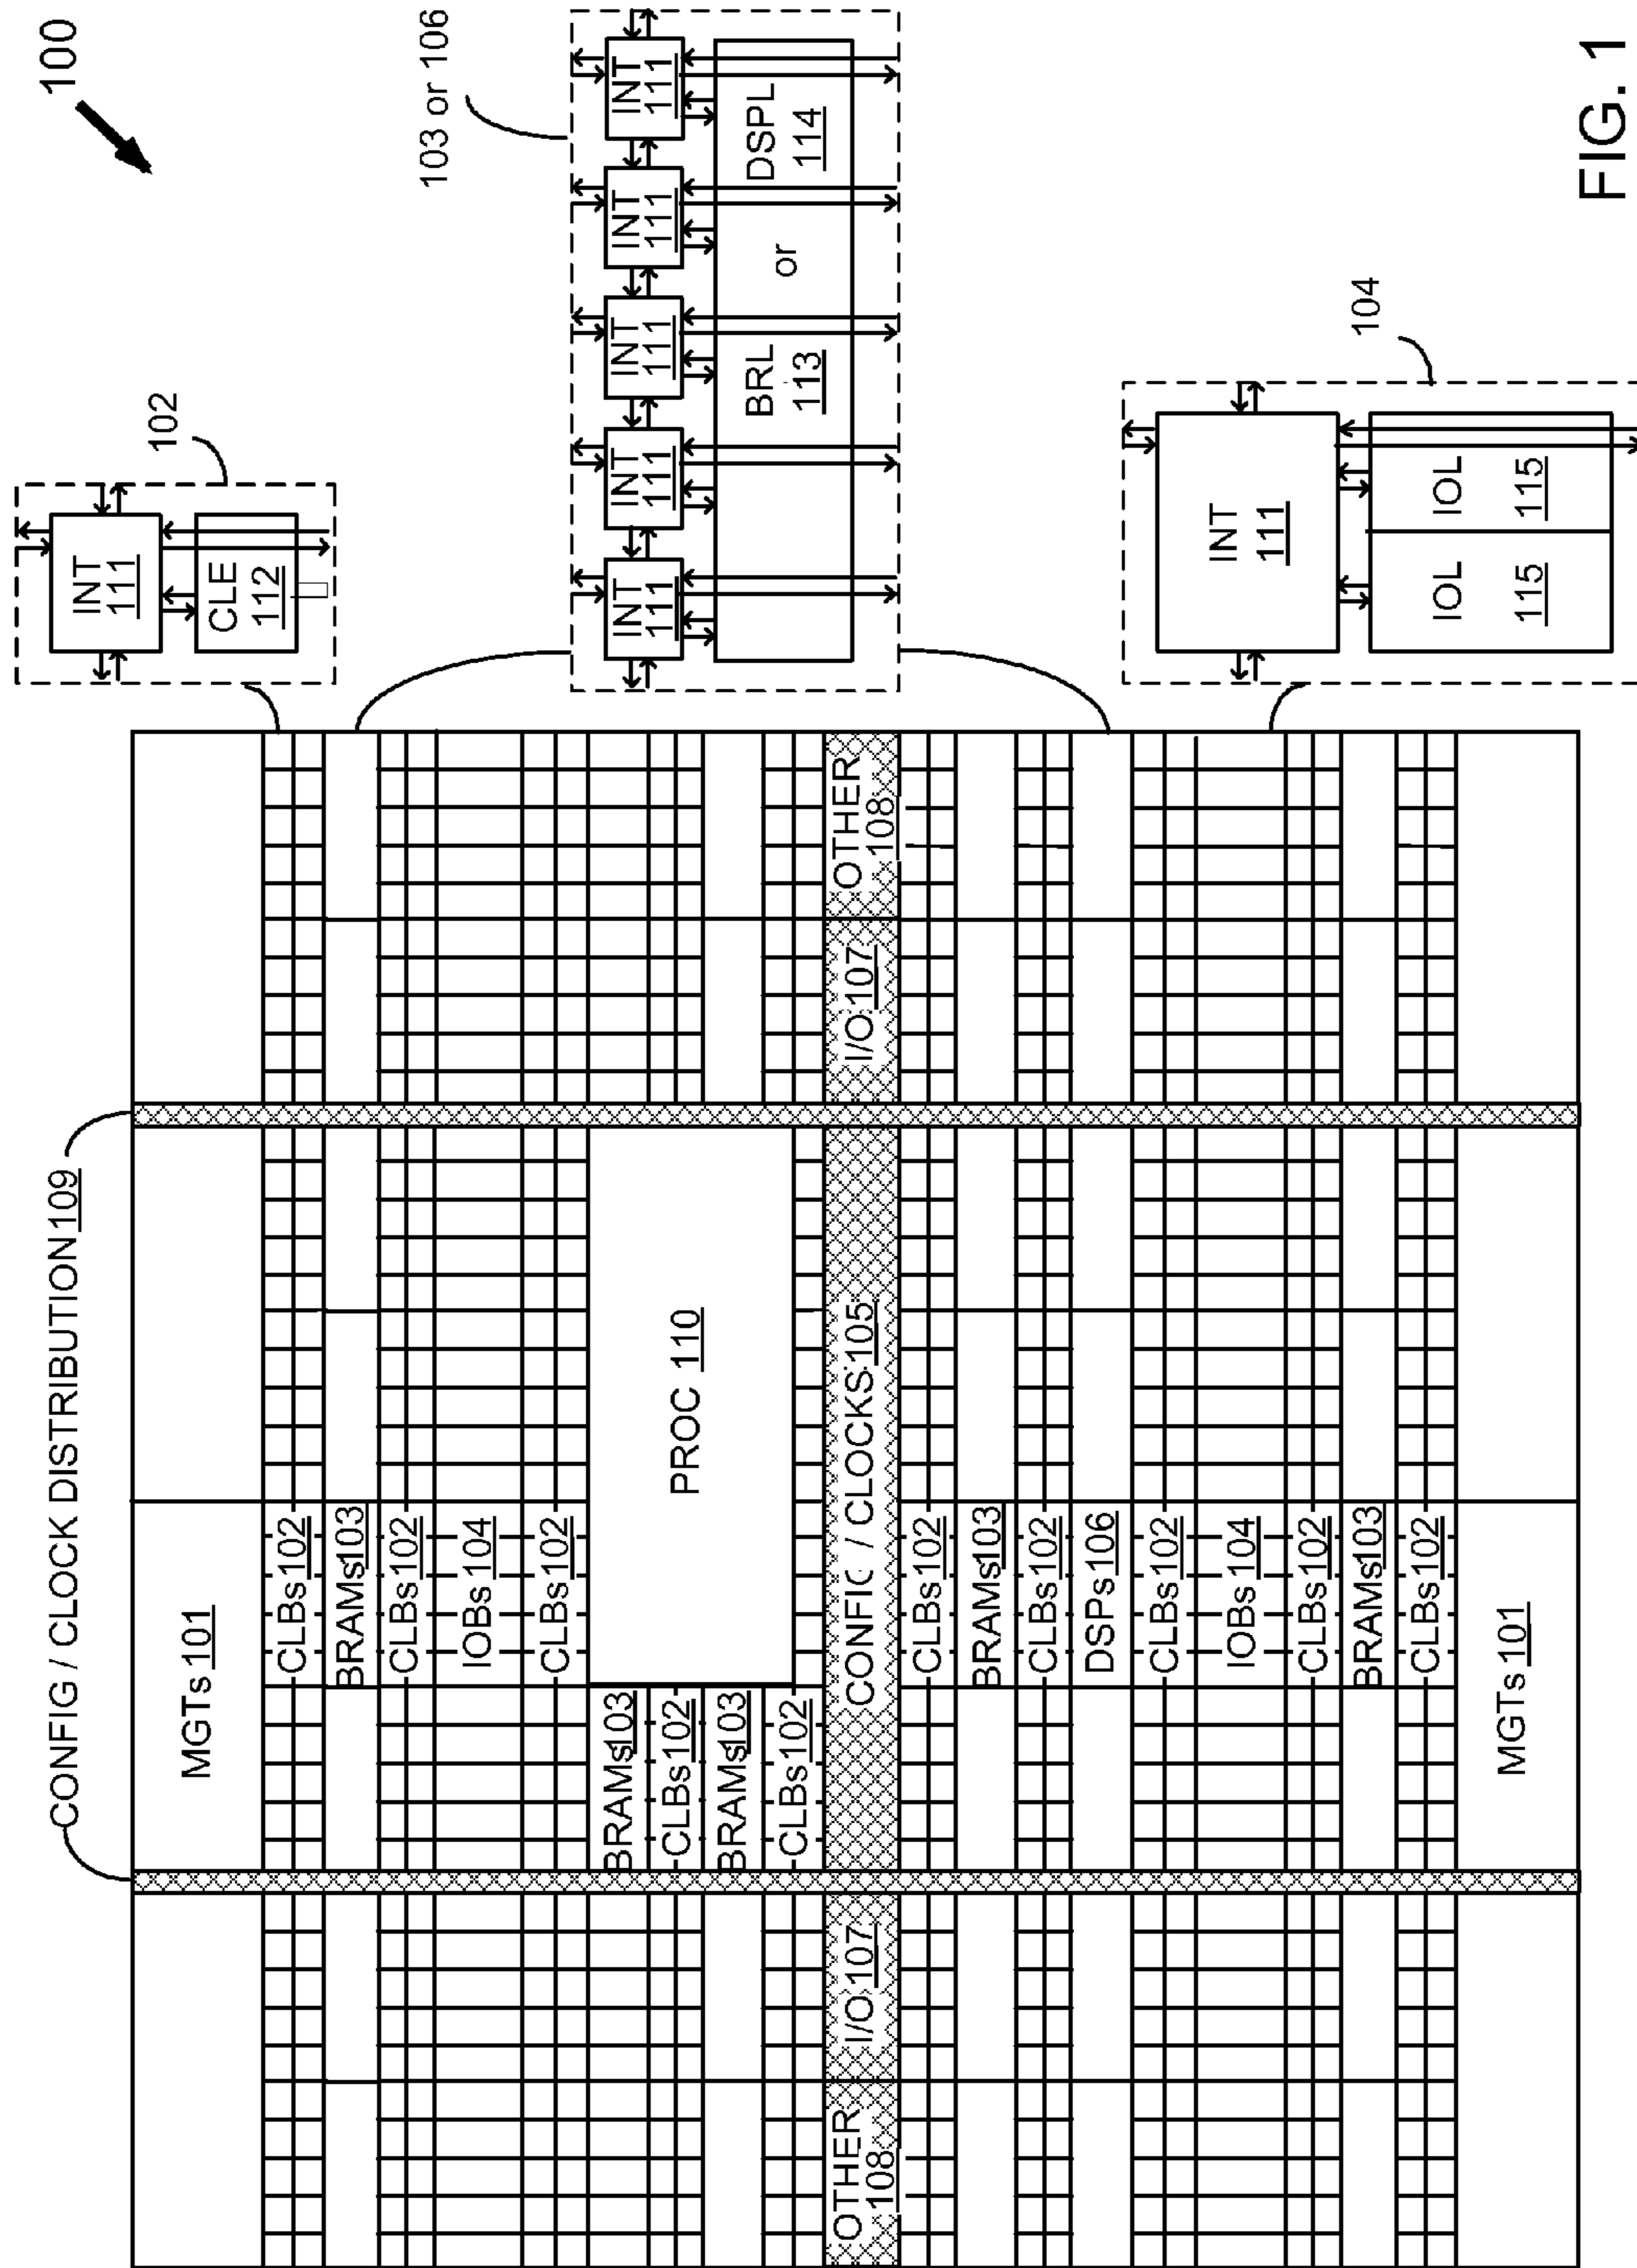 100
CONFIG / CLOCK DISTRIBUTION 109
MGTs 101
CLBs 102
BRAMs 103
CLBs 102
IOBs 104
CLBs 102
BRAMs 103
CLBs 102
BRAMs 103
CLBs 102
PROC 110
OTHER 108
I/O 107
CONFIG / CLOCKS 105
I/O 107
OTHER 108
CLBs 102
BRAMs 103
CLBs 102
DSPs 106
CLBs 102
IOBs 104
CLBs 102
BRAMs 103
CLBs 102
MGTs 101
102
INT 111
CLE 112
103 or 106
INT 111
INT 111
INT 111
INT 111
INT 111
BRL 113
or
DSPL 114
104
INT 111
IOL 115
IOL 115
FIG. 1